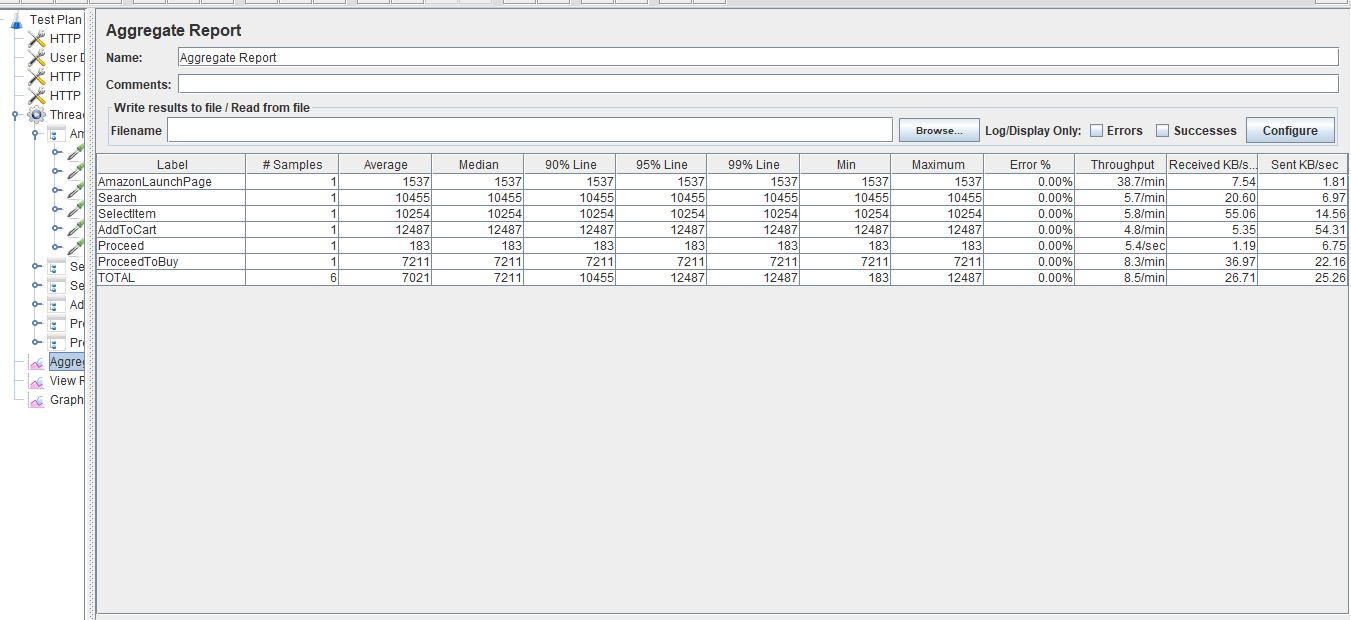 Test Plan
HTTP
User D
HTTP
HTTP
Threa
Am
Se
Se
Ad
Pr
Pr
Aggre
View R
Graph
Aggregate Report
Name: Aggregate Report
Comments:
Write results to file / Read from file
Filename Browse... Log/Display Only: Errors Successes Configure
Label # Samples Average Median 90% Line 95% Line 99% Line Min Maximum Error % Throughput Received KB/s... Sent KB/sec
AmazonLaunchPage 1 1537 1537 1537 1537 1537 1537 1537 0.00% 38.7/min 7.54 1.81
Search 1 10455 10455 10455 10455 10455 10455 10455 0.00% 5.7/min 20.60 6.97
SelectItem 1 10254 10254 10254 10254 10254 10254 10254 0.00% 5.8/min 55.06 14.56
AddToCart 1 12487 12487 12487 12487 12487 12487 12487 0.00% 4.8/min 5.35 54.31
Proceed 1 183 183 183 183 183 183 183 0.00% 5.4/sec 1.19 6.75
ProceedToBuy 1 7211 7211 7211 7211 7211 7211 7211 0.00% 8.3/min 36.97 22.16
TOTAL 6 7021 7211 10455 12487 12487 183 12487 0.00% 8.5/min 26.71 25.26